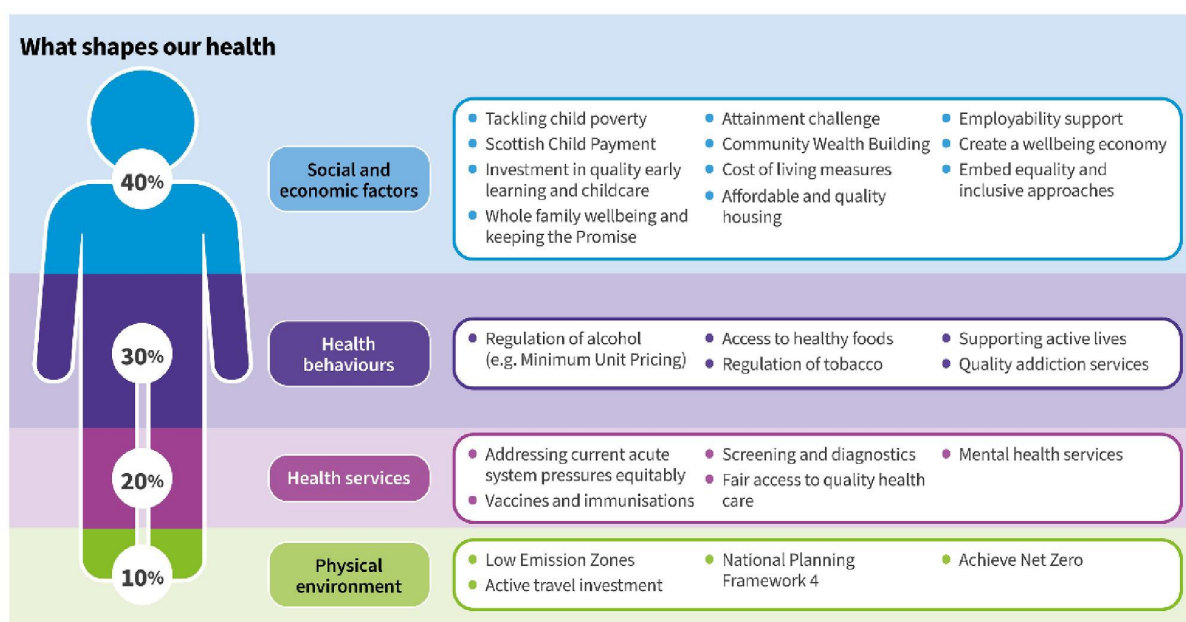 What shapes our health
40%
Social and
economic factors
Tackling child poverty
Scottish Child Payment
Investment in quality early
learning and childcare
Whole family wellbeing and
keeping the Promise
Attainment challenge
Community Wealth Building
Cost of living measures
Affordable and quality
housing
Employability support
Create a wellbeing economy
Embed equality and
inclusive approaches
30%
Health
behaviours
Regulation of alcohol
(e.g. Minimum Unit Pricing)
Access to healthy foods
Regulation of tobacco
Supporting active lives
Quality addiction services
20%
Health services
Addressing current acute
system pressures equitably
Vaccines and immunisations
Screening and diagnostics
Fair access to quality health
care
Mental health services
10%
Physical
environment
Low Emission Zones
Active travel investment
National Planning
Framework 4
Achieve Net Zero